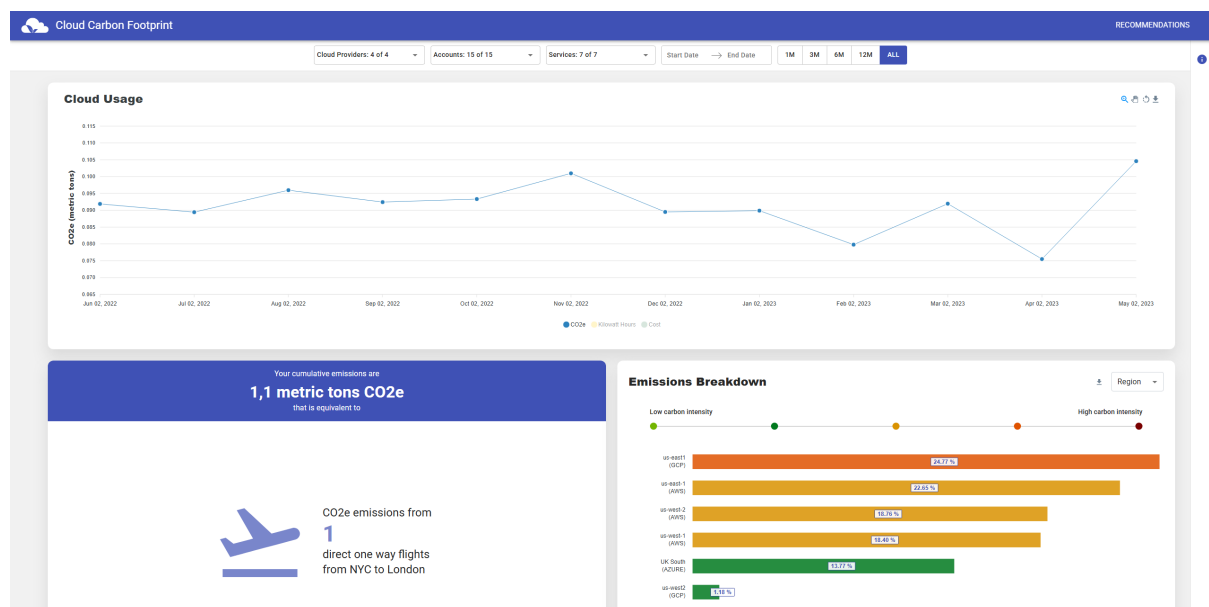 Cloud Carbon Footprint
RECOMMENDATIONS
Cloud Providers: 4 of 4
Accounts: 15 of 15
Services: 7 of 7
Start Date → End Date
1M 3M 6M 12M ALL
Cloud Usage
0.115
0.110
0.105
0.100
0.095
0.090
0.085
0.080
0.075
0.070
0.065
CO2e (metric tons)
Jun 02, 2022 Jul 02, 2022 Aug 02, 2022 Sep 02, 2022 Oct 02, 2022 Nov 02, 2022 Dec 02, 2022 Jan 02, 2023 Feb 02, 2023 Mar 02, 2023 Apr 02, 2023 May 02, 2023
CO2e Kilowatt Hours Cost
Your cumulative emissions are
1,1 metric tons CO2e
that is equivalent to
CO2e emissions from
1
direct one way flights
from NYC to London
Emissions Breakdown
Region
Low carbon intensity High carbon intensity
us-east1
(GCP)
24.77 %
us-east-1
(AWS)
22.65 %
us-west-2
(AWS)
18.76 %
us-west-1
(AWS)
18.40 %
UK South
(AZURE)
13.77 %
us-west2
(GCP)
1.18 %